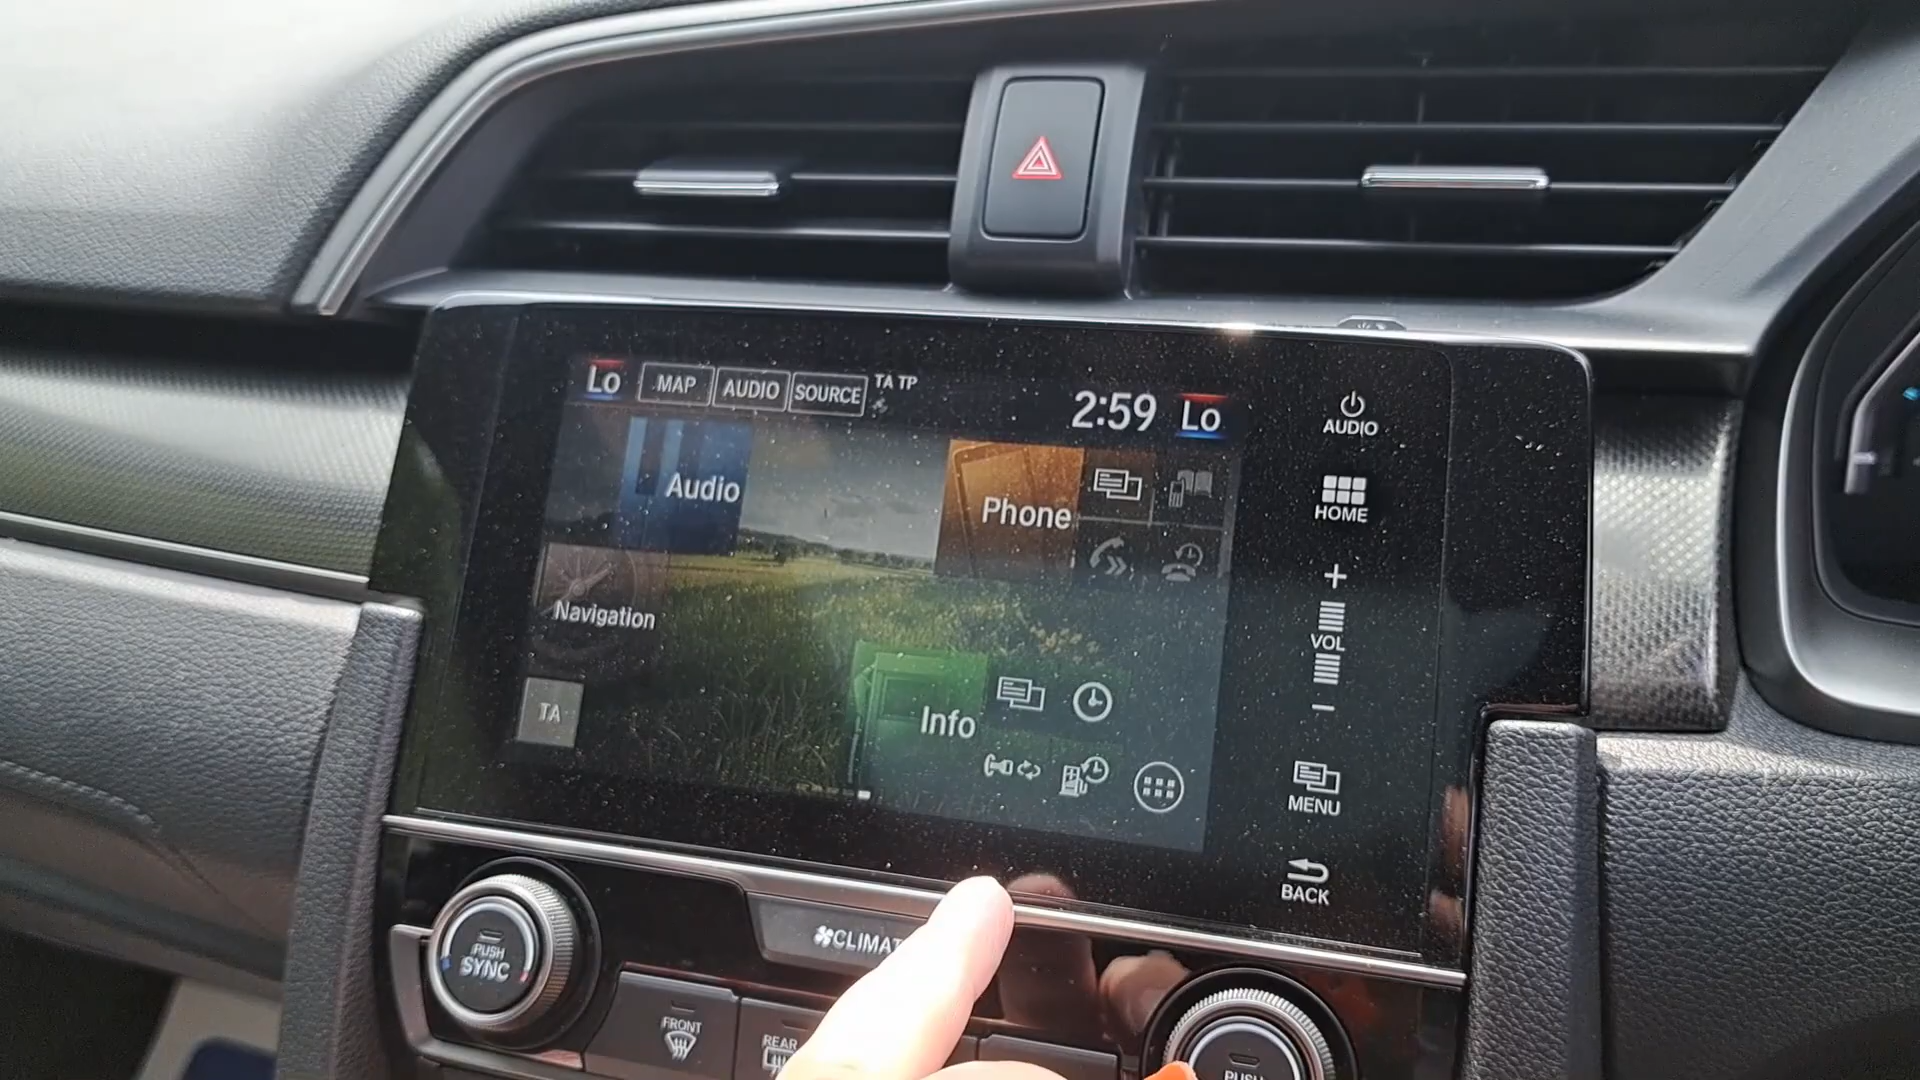 Lo MAP AUDIO SOURCE TA TP 2:59 Lo
AUDIO
Audio
Phone
HOME
Navigation
VOL
TA
Info
MENU
BACK
CLIMAT
PUSH
SYNC
FRONT
REAR
PUSH